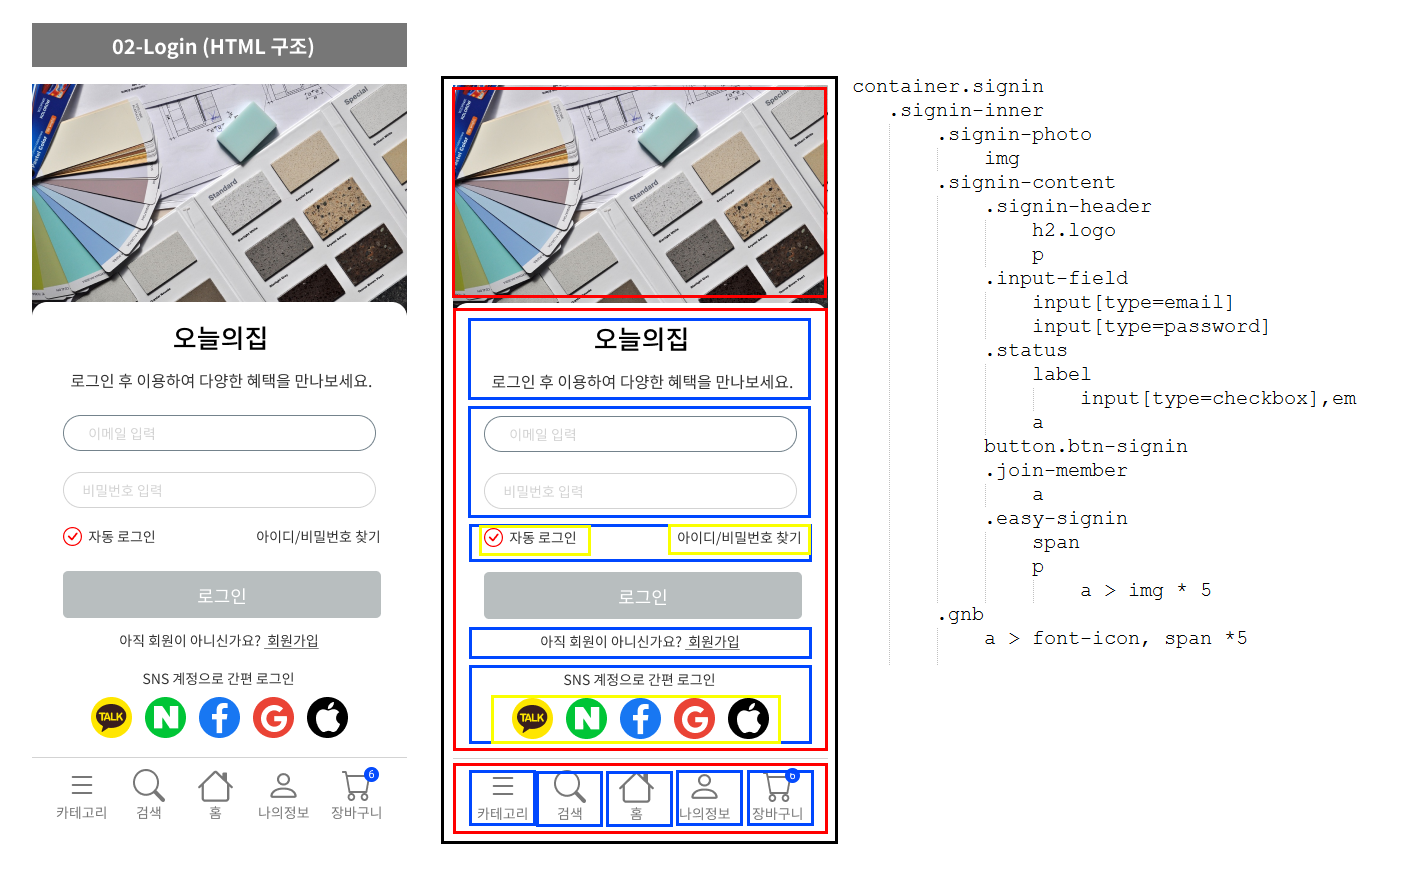 02-Login (HTML 구조)
Special
Standard
오늘의집
로그인 후 이용하여 다양한 혜택을 만나보세요.
이메일 입력
비밀번호 입력
자동 로그인 아이디/비밀번호 찾기
로그인
아직 회원이 아니신가요? 회원가입
SNS 계정으로 간편 로그인
TALK N f G
6
카테고리 검색 홈 나의정보 장바구니
Special
Standard
오늘의집
로그인 후 이용하여 다양한 혜택을 만나보세요.
이메일 입력
비밀번호 입력
자동 로그인 아이디/비밀번호 찾기
로그인
아직 회원이 아니신가요? 회원가입
SNS 계정으로 간편 로그인
TALK N f G
6
카테고리 검색 홈 나의정보 장바구니
container.signin
.signin-inner
.signin-photo
img
.signin-content
.signin-header
h2.logo
p
.input-field
input[type=email]
input[type=password]
.status
label
input[type=checkbox],em
a
button.btn-signin
.join-member
a
.easy-signin
span
p
a > img * 5
.gnb
a > font-icon, span *5